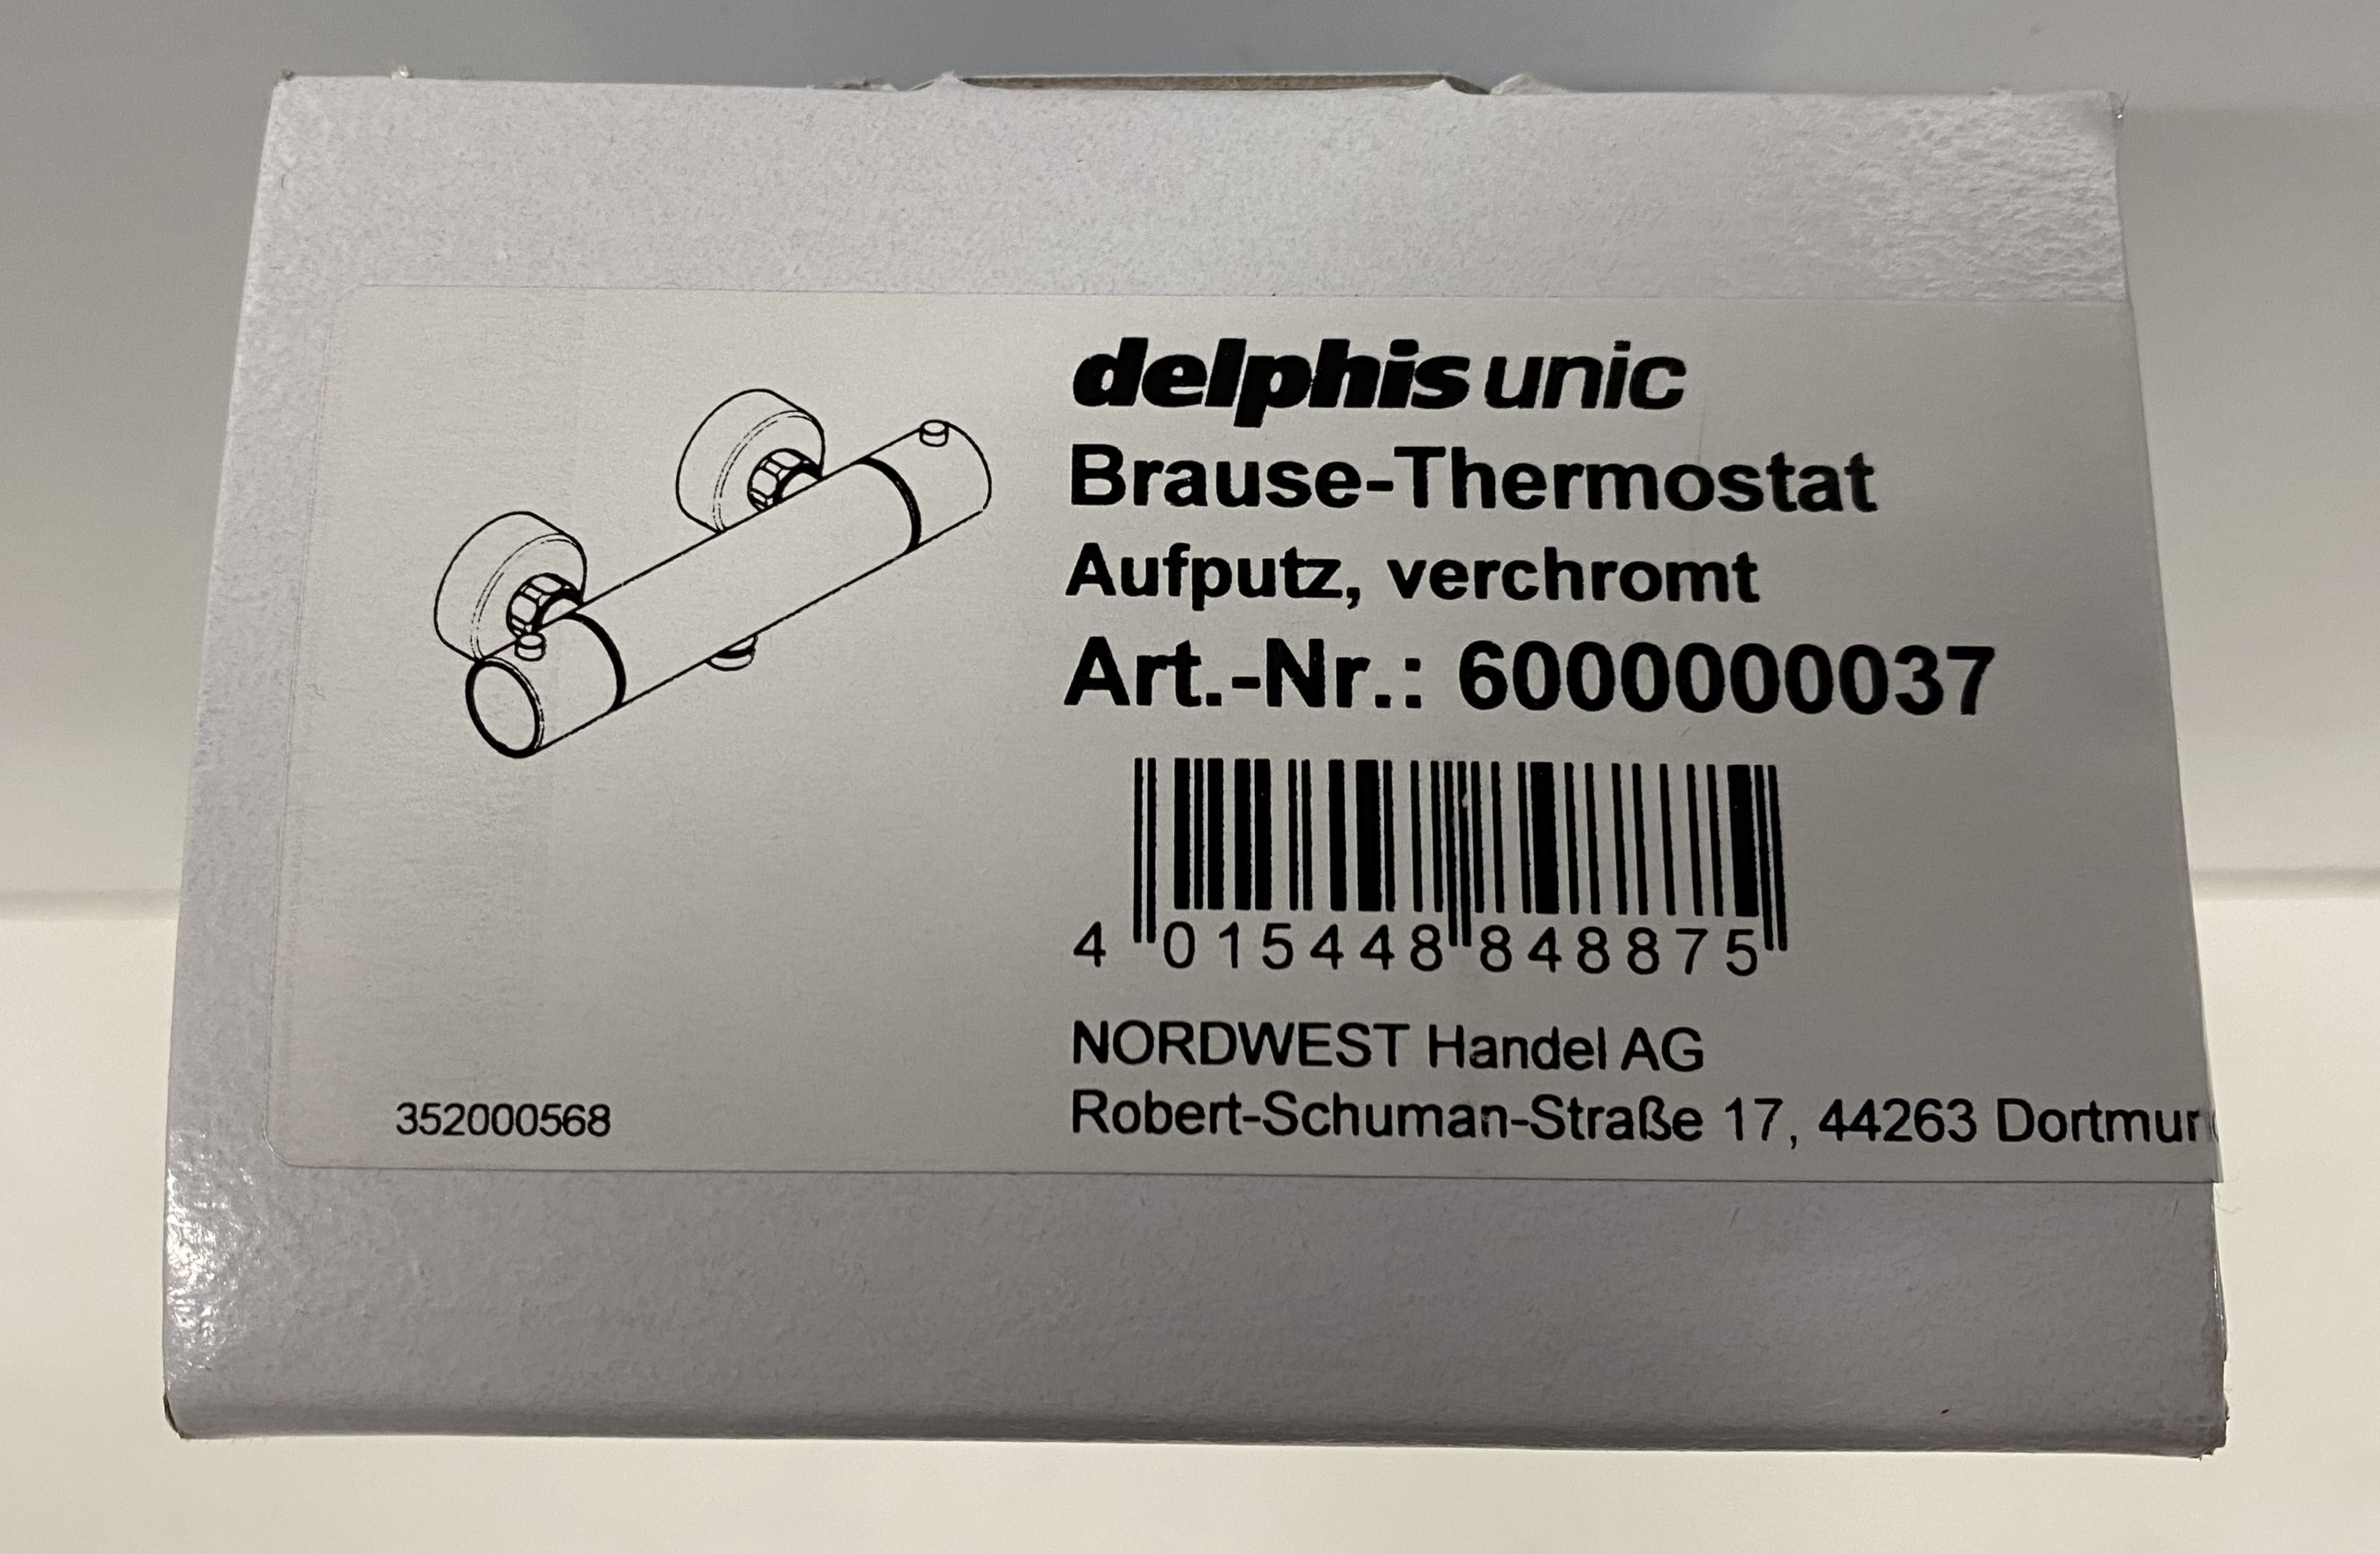 delphis unic
Brause-Thermostat
Aufputz, verchromt
Art.-Nr.: 6000000037
4 015448 848875
NORDWEST Handel AG
Robert-Schuman-Straße 17, 44263 Dortmun
352000568